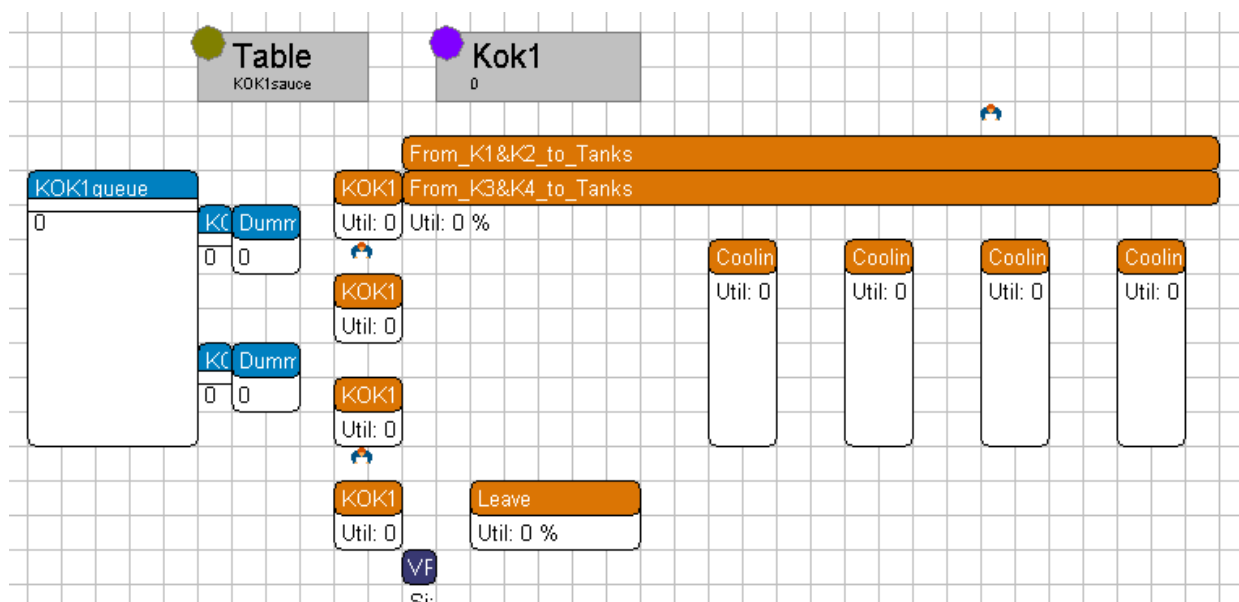 Table
KOK1sauce
Kok1
0
From_K1&K2_to_Tanks
KOK1queue
KOK1
From_K3&K4_to_Tanks
0
KC
Dumm
Util: 0
Util: 0 %
0
0
Coolin
Coolin
Coolin
Coolin
KOK1
Util: 0
Util: 0
Util: 0
Util: 0
Util: 0
KC
Dumm
0
0
KOK1
Util: 0
KOK1
Leave
Util: 0
Util: 0 %